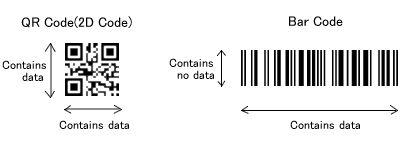 QR Code(2D Code)
Contains
data
Contains data
Bar Code
Contains
no data
Contains data